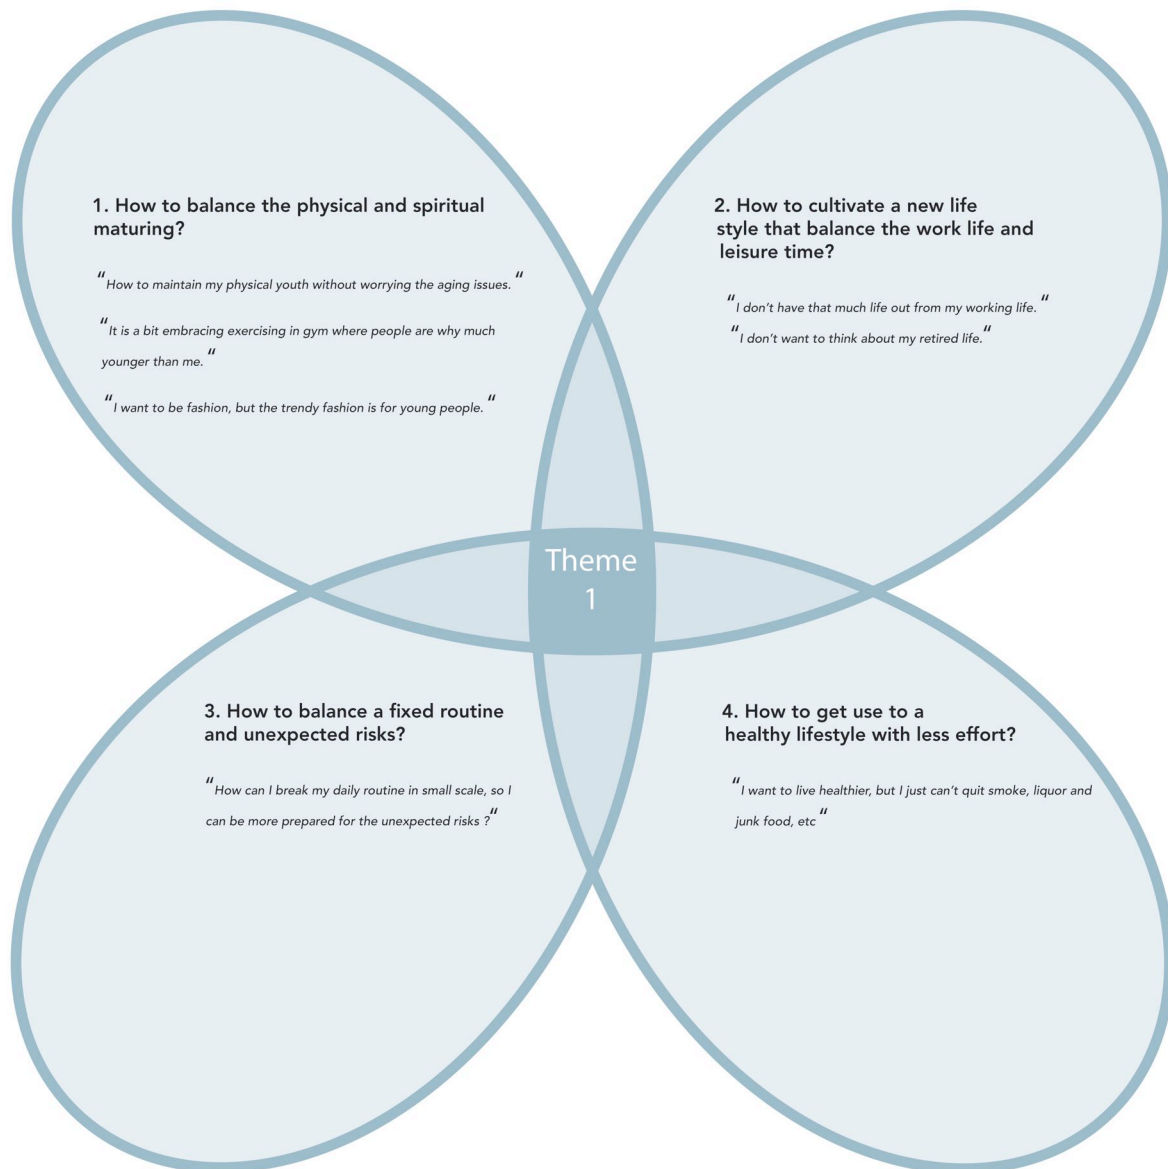 1. How to balance the physical and spiritual
maturing?
“How to maintain my physical youth without worrying the aging issues.“
“It is a bit embracing exercising in gym where people are why much
younger than me.“
“I want to be fashion, but the trendy fashion is for young people.“
2. How to cultivate a new life
style that balance the work life and
leisure time?
“I don’t have that much life out from my working life.“
“I don’t want to think about my retired life.“
Theme
1
3. How to balance a fixed routine
and unexpected risks?
“How can I break my daily routine in small scale, so I
can be more prepared for the unexpected risks ?“
4. How to get use to a
healthy lifestyle with less effort?
“I want to live healthier, but I just can’t quit smoke, liquor and
junk food, etc “